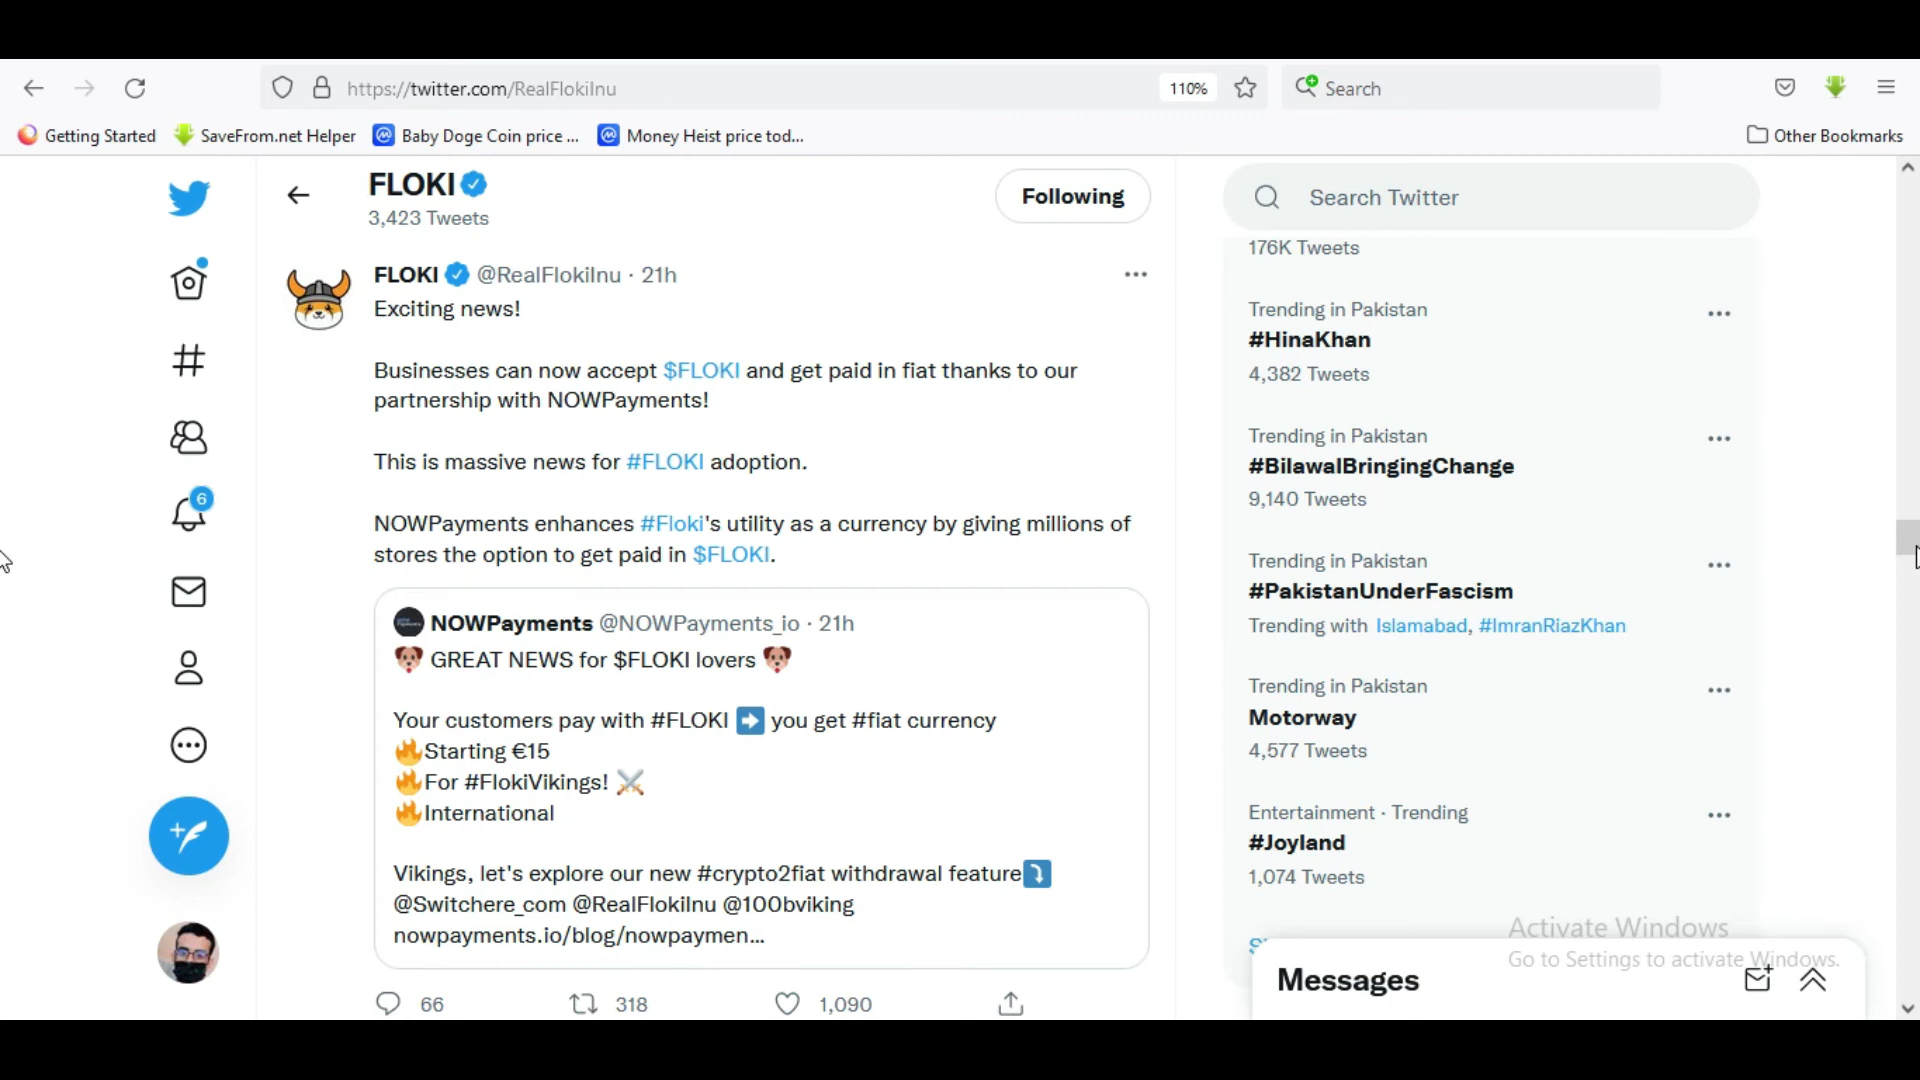 https://twitter.com/RealFlokiInu
110%
Search
Getting Started
SaveFrom.net Helper
Baby Doge Coin price ...
Money Heist price tod...
Other Bookmarks
FLOKI
3,423 Tweets
Following
FLOKI @RealFlokiInu · 21h
Exciting news!
Businesses can now accept $FLOKI and get paid in fiat thanks to our
partnership with NOWPayments!
This is massive news for #FLOKI adoption.
NOWPayments enhances #Floki's utility as a currency by giving millions of
stores the option to get paid in $FLOKI.
NOWPayments @NOWPayments_io · 21h
GREAT NEWS for $FLOKI lovers
Your customers pay with #FLOKI ➡ you get #fiat currency
🔥Starting €15
🔥For #FlokiVikings! ⚔
🔥International
Vikings, let's explore our new #crypto2fiat withdrawal feature⤵
@Switchere_com @RealFlokiInu @100bviking
nowpayments.io/blog/nowpaymen...
66
318
1,090
6
Search Twitter
176K Tweets
Trending in Pakistan
#HinaKhan
4,382 Tweets
Trending in Pakistan
#BilawalBringingChange
9,140 Tweets
Trending in Pakistan
#PakistanUnderFascism
Trending with Islamabad, #ImranRiazKhan
Trending in Pakistan
Motorway
4,577 Tweets
Entertainment · Trending
#Joyland
1,074 Tweets
Activate Windows
Go to Settings to activate Windows.
Messages